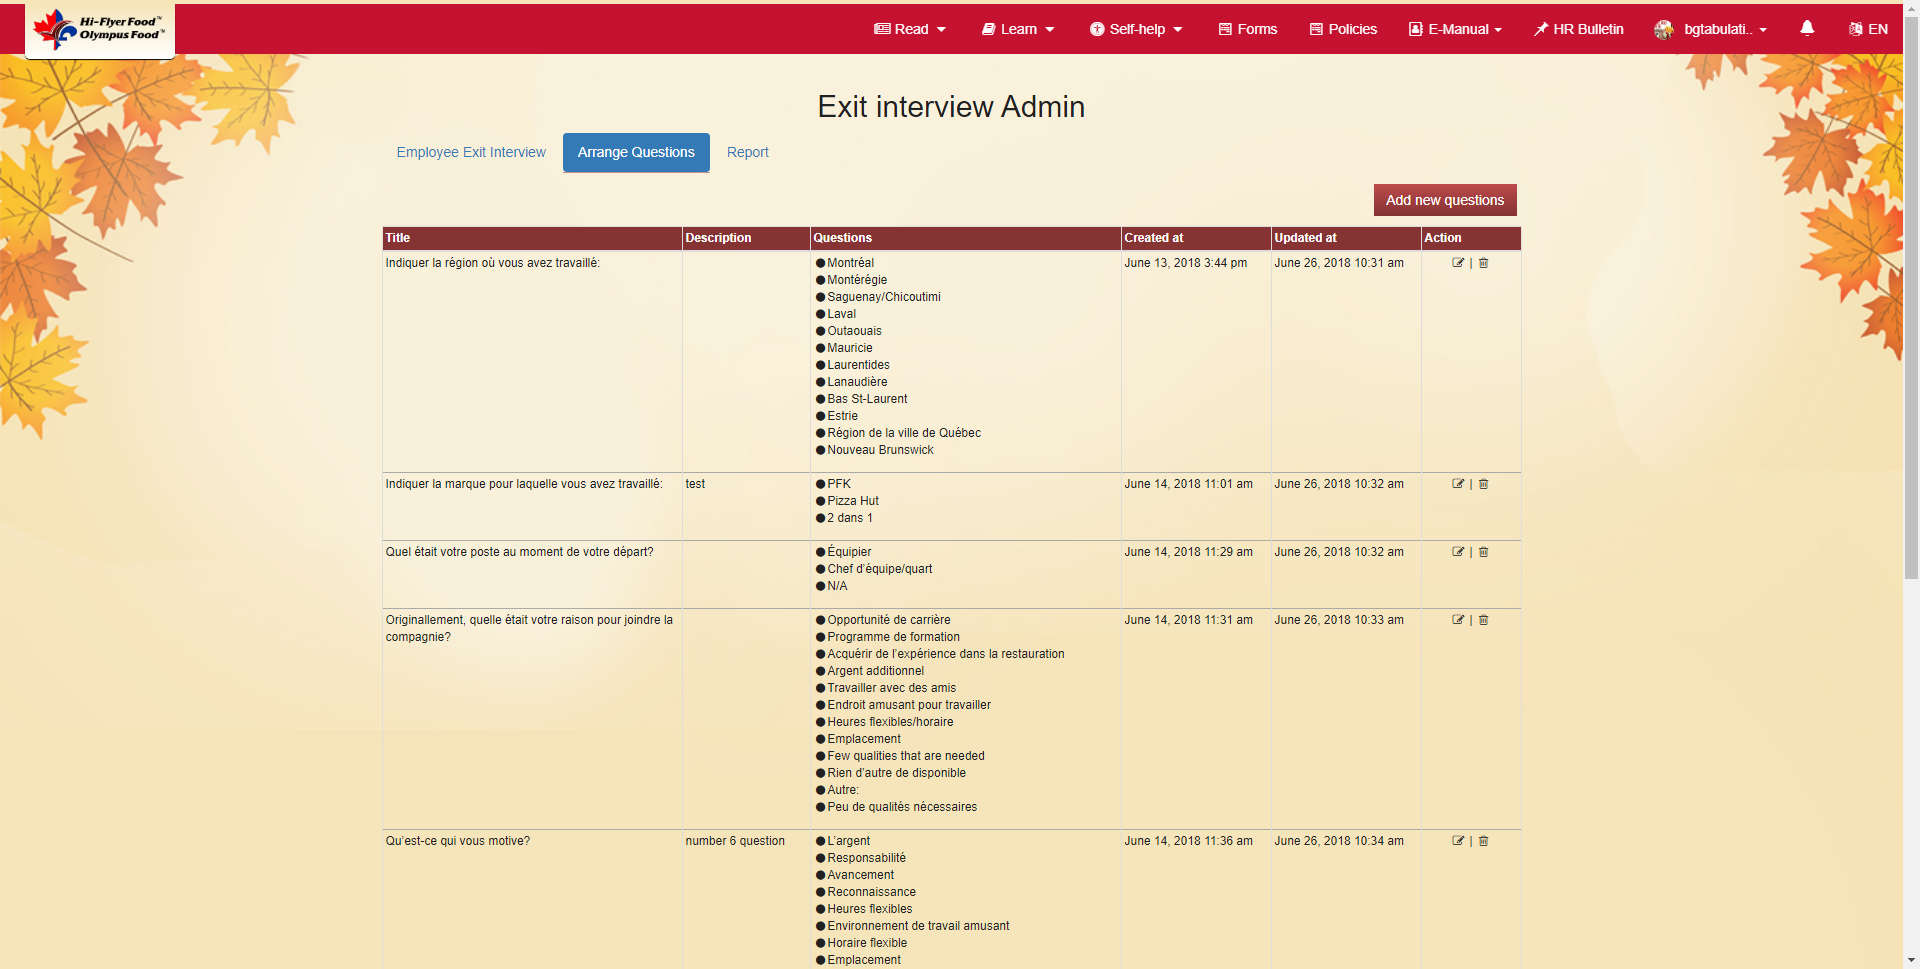 Hi-Flyer Food™
Olympus Food™
Read
Learn
Self-help
Forms
Policies
E-Manual
HR Bulletin
bgtabulati..
EN
Exit interview Admin
Employee Exit Interview
Arrange Questions
Report
Add new questions
Title Description Questions Created at Updated at Action
Indiquer la région où vous avez travaillé: Montréal June 13, 2018 3:44 pm June 26, 2018 10:31 am |
Montérégie
Saguenay/Chicoutimi
Laval
Outaouais
Mauricie
Laurentides
Lanaudière
Bas St-Laurent
Estrie
Région de la ville de Québec
Nouveau Brunswick
Indiquer la marque pour laquelle vous avez travaillé: test PFK June 14, 2018 11:01 am June 26, 2018 10:32 am |
Pizza Hut
2 dans 1
Quel était votre poste au moment de votre départ? Équipier June 14, 2018 11:29 am June 26, 2018 10:32 am |
Chef d'équipe/quart
N/A
Originallement, quelle était votre raison pour joindre la Opportunité de carrière June 14, 2018 11:31 am June 26, 2018 10:33 am |
compagnie? Programme de formation
Acquérir de l'expérience dans la restauration
Argent additionnel
Travailler avec des amis
Endroit amusant pour travailler
Heures flexibles/horaire
Emplacement
Few qualities that are needed
Rien d'autre de disponible
Autre:
Peu de qualités nécessaires
Qu'est-ce qui vous motive? number 6 question L'argent June 14, 2018 11:36 am June 26, 2018 10:34 am |
Responsabilité
Avancement
Reconnaissance
Heures flexibles
Environnement de travail amusant
Horaire flexible
Emplacement